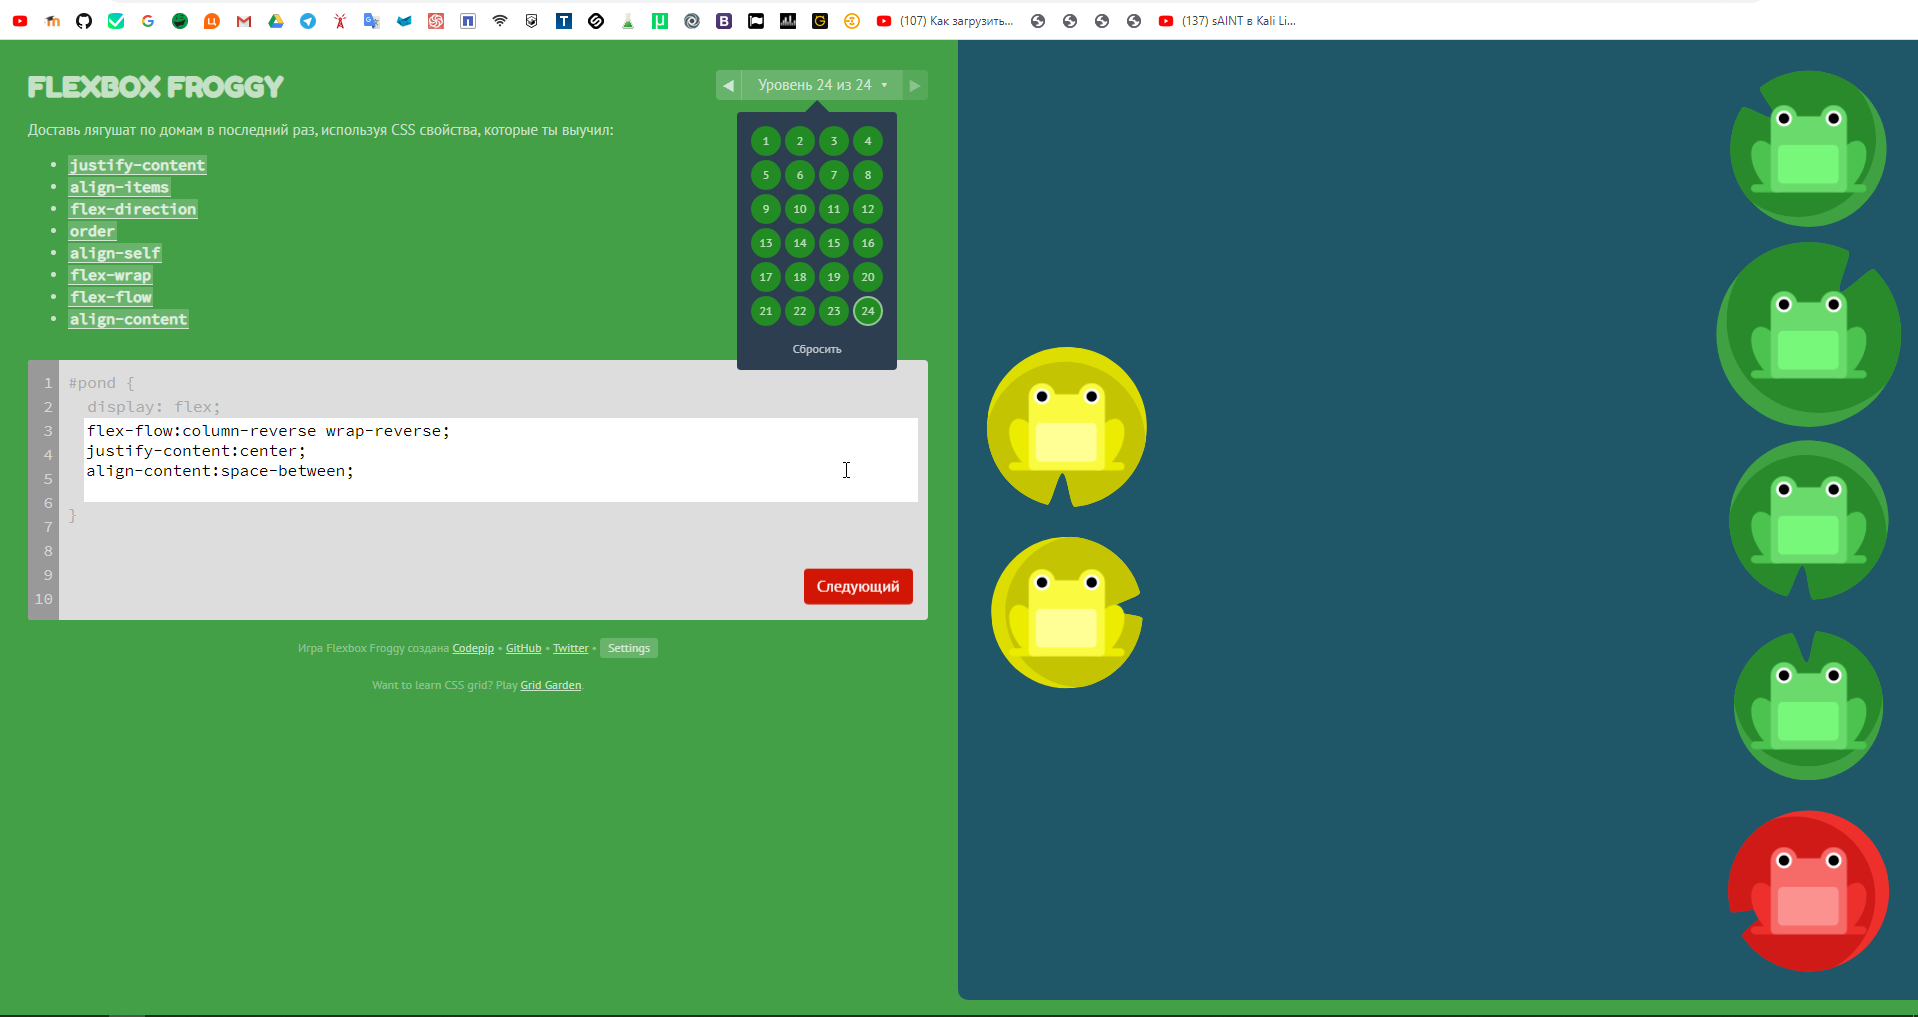 (107) Как загрузить...
(137) sAINT в Kali Li...
FLEXBOX FROGGY
◀ Уровень 24 из 24 ▾ ▶
Доставь лягушат по домам в последний раз, используя CSS свойства, которые ты выучил:
• justify-content
• align-items
• flex-direction
• order
• align-self
• flex-wrap
• flex-flow
• align-content
1 2 3 4
5 6 7 8
9 10 11 12
13 14 15 16
17 18 19 20
21 22 23 24
Сбросить
1
2
3
4
5
6
7
8
9
10
#pond {
display: flex;
flex-flow:column-reverse wrap-reverse;
justify-content:center;
align-content:space-between;
}
Следующий
Игра Flexbox Froggy создана Codepip • GitHub • Twitter • Settings
Want to learn CSS grid? Play Grid Garden.